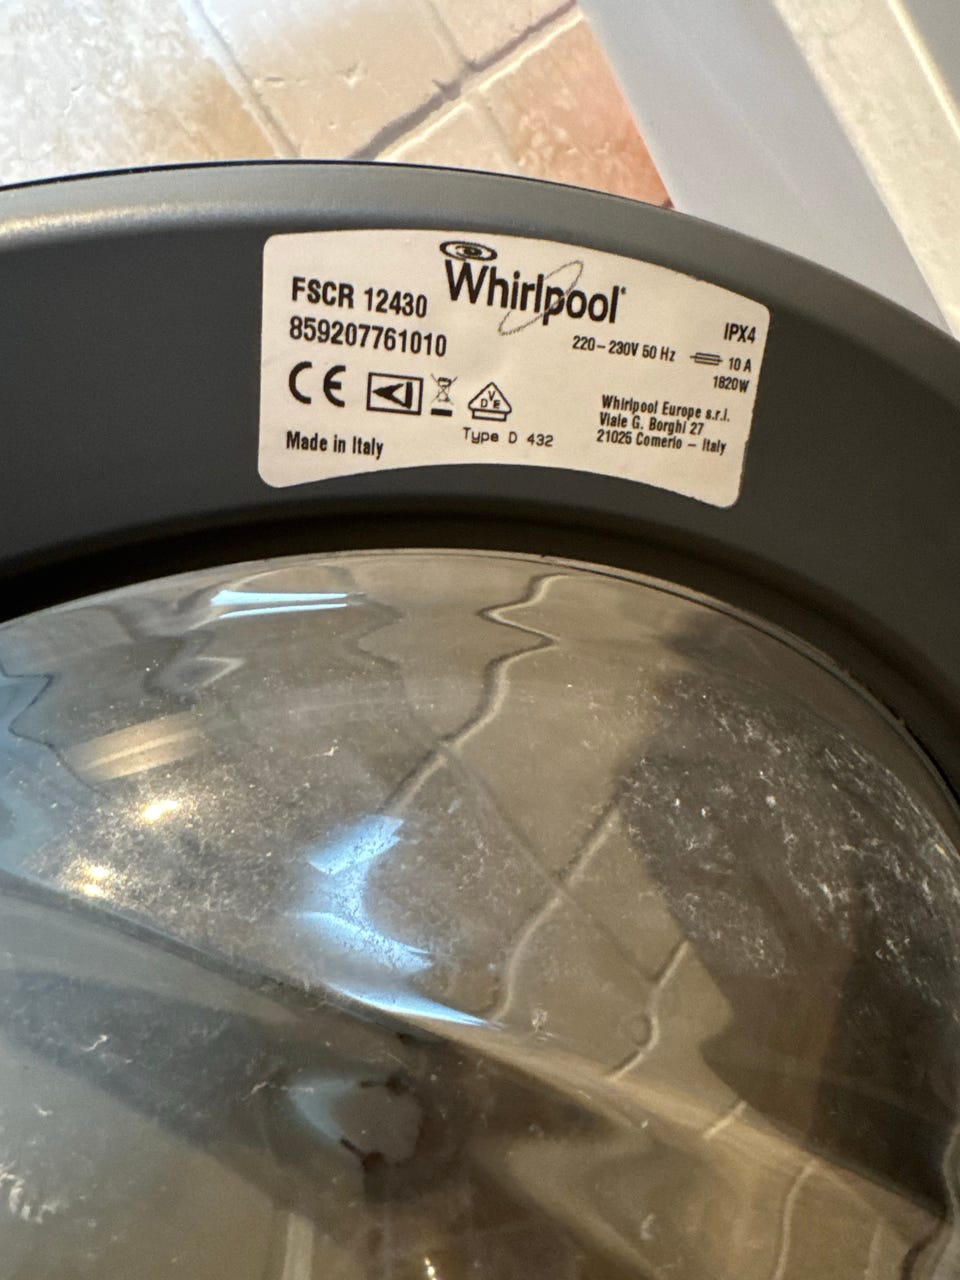 Whirlpool
FSCR 12430
859207761010
IPX4
220-230V 50 Hz 10 A
1820W
CE
DVE
Whirlpool Europe s.r.l.
Viale G. Borghi 27
21025 Comerio – Italy
Made in Italy
Type D 432